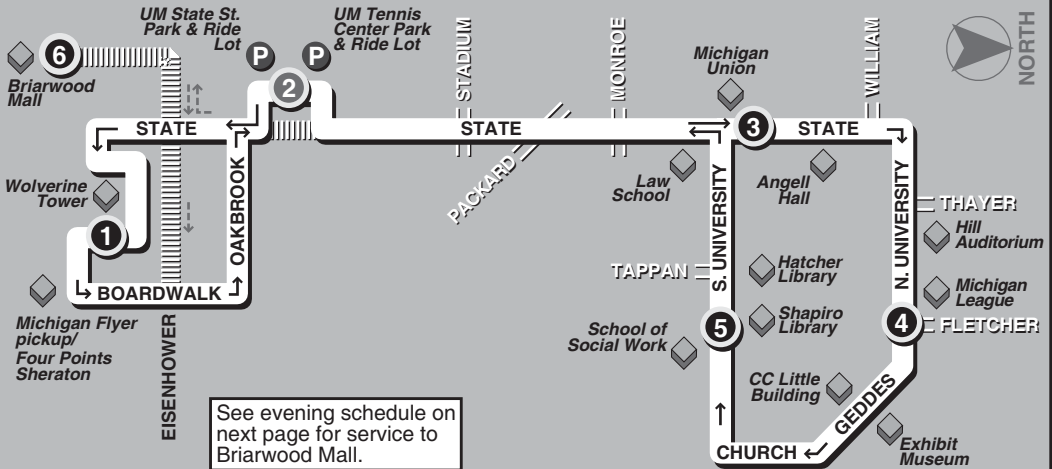 UM State St.
Park & Ride
Lot
UM Tennis
Center Park
& Ride Lot
P
P
STADIUM
MONROE
Michigan
Union
WILLIAM
NORTH
6
Briarwood
Mall
2
STATE
STATE
3
STATE
Wolverine
Tower
1
OAKBROOK
PACKARD
Law
School
S. UNIVERSITY
Angell
Hall
N. UNIVERSITY
THAYER
Hill
Auditorium
TAPPAN
Hatcher
Library
Michigan
League
BOARDWALK
Michigan Flyer
pickup/
Four Points
Sheraton
EISENHOWER
School of
Social Work
5
Shapiro
Library
4
FLETCHER
CC Little
Building
GEDDES
Exhibit
Museum
CHURCH
See evening schedule on
next page for service to
Briarwood Mall.